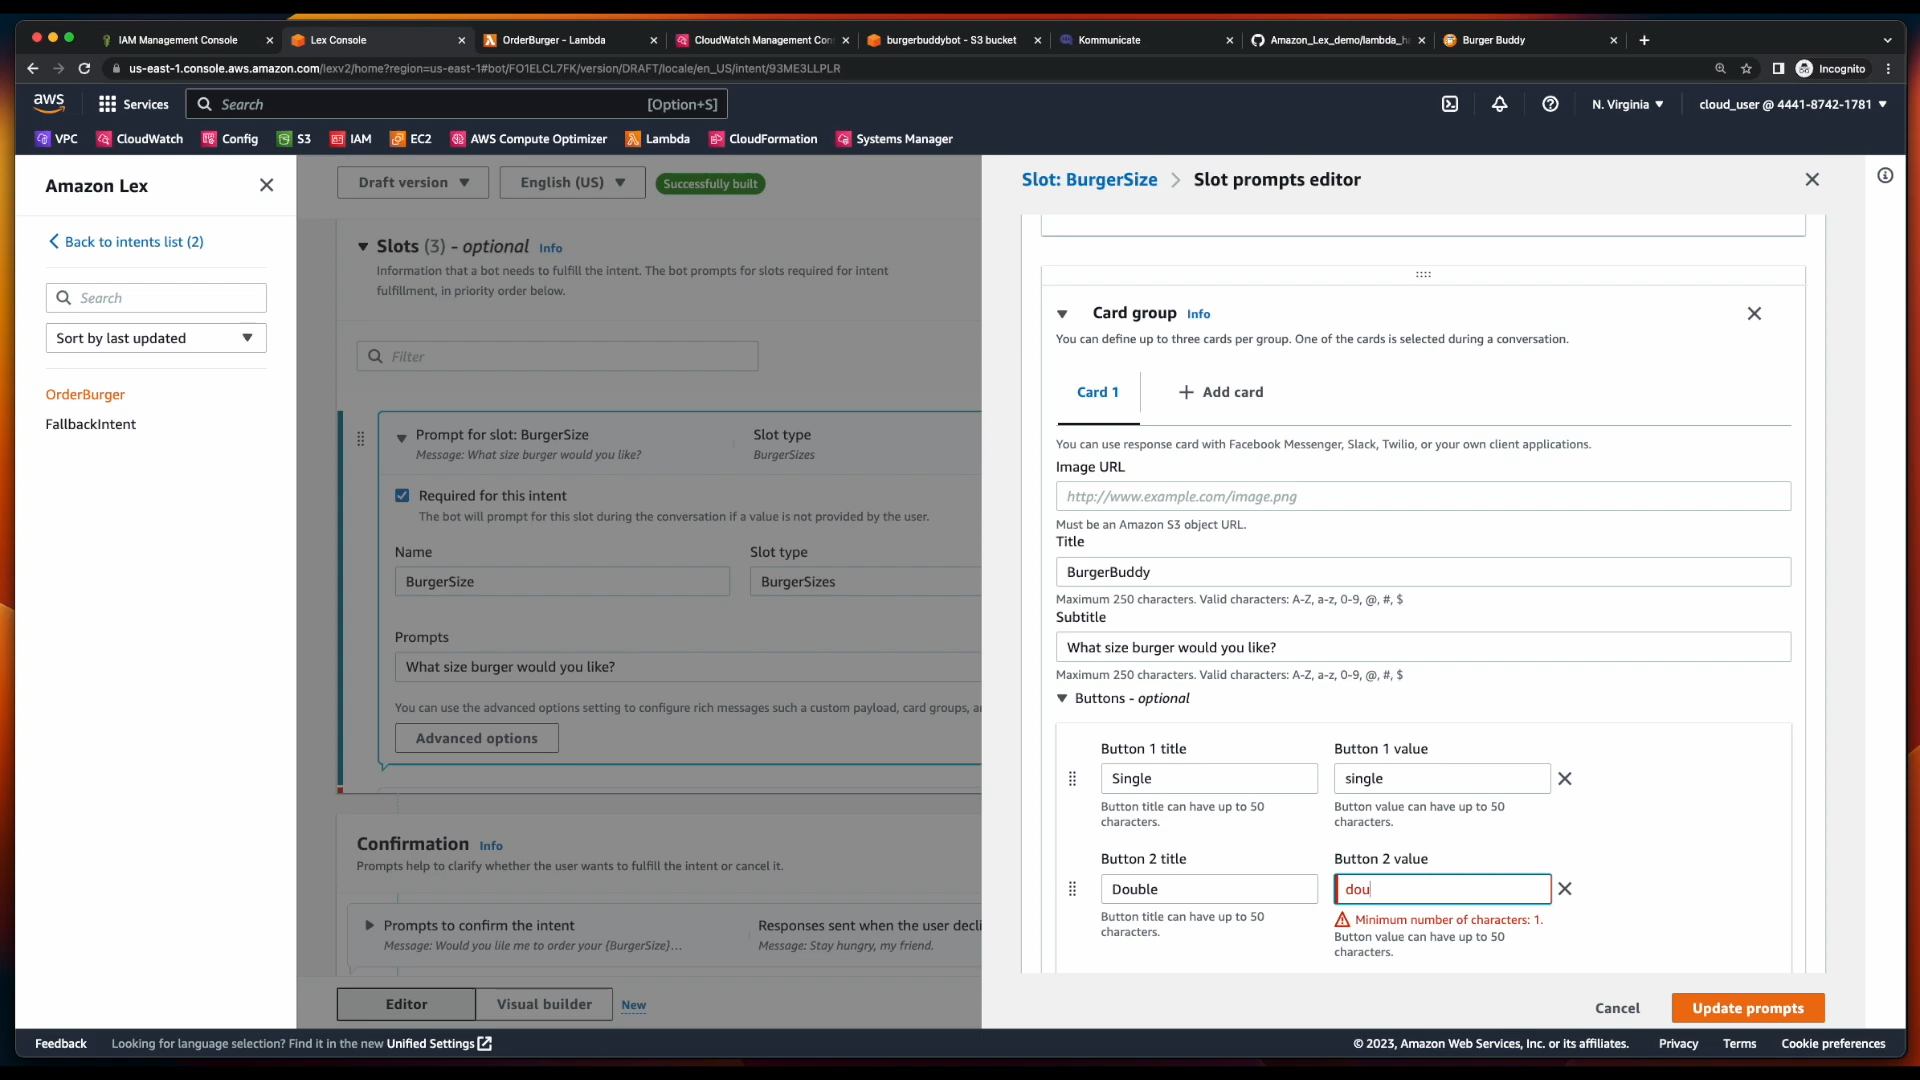 IAM Management Console
Lex Console
OrderBurger - Lambda
CloudWatch Management Con
burgerbuddybot - S3 bucket
Kommunicate
Amazon_Lex_demo/lambda_ha
Burger Buddy
us-east-1.console.aws.amazon.com/lexv2/home?region=us-east-1#bot/FO1ELCL7FK/version/DRAFT/locale/en_US/intent/93ME3LLPLR
Incognito
aws
Services
Search
[Option+S]
N. Virginia
cloud_user @ 4441-8742-1781
VPC
CloudWatch
Config
S3
IAM
EC2
AWS Compute Optimizer
Lambda
CloudFormation
Systems Manager
Amazon Lex
Back to intents list (2)
Search
Sort by last updated
OrderBurger
FallbackIntent
Draft version
English (US)
Successfully built
Slots (3) - optional Info
Information that a bot needs to fulfill the intent. The bot prompts for slots required for intent
fulfillment, in priority order below.
Filter
Prompt for slot: BurgerSize
Message: What size burger would you like?
Slot type
BurgerSizes
Required for this intent
The bot will prompt for this slot during the conversation if a value is not provided by the user.
Name
Slot type
BurgerSize
BurgerSizes
Prompts
What size burger would you like?
You can use the advanced options setting to configure rich messages such a custom payload, card groups, a
Advanced options
Confirmation Info
Prompts help to clarify whether the user wants to fulfill the intent or cancel it.
Prompts to confirm the intent
Message: Would you lile me to order your {BurgerSize}...
Responses sent when the user decli
Message: Stay hungry, my friend.
Editor
Visual builder
New
Slot: BurgerSize > Slot prompts editor
Card group Info
You can define up to three cards per group. One of the cards is selected during a conversation.
Card 1
+ Add card
You can use response card with Facebook Messenger, Slack, Twilio, or your own client applications.
Image URL
http://www.example.com/image.png
Must be an Amazon S3 object URL.
Title
BurgerBuddy
Maximum 250 characters. Valid characters: A-Z, a-z, 0-9, @, #, $
Subtitle
What size burger would you like?
Maximum 250 characters. Valid characters: A-Z, a-z, 0-9, @, #, $
Buttons - optional
Button 1 title
Button 1 value
Single
single
Button title can have up to 50
characters.
Button value can have up to 50
characters.
Button 2 title
Button 2 value
Double
dou
Button title can have up to 50
characters.
Minimum number of characters: 1.
Button value can have up to 50
characters.
Cancel
Update prompts
Feedback
Looking for language selection? Find it in the new Unified Settings
© 2023, Amazon Web Services, Inc. or its affiliates.
Privacy
Terms
Cookie preferences